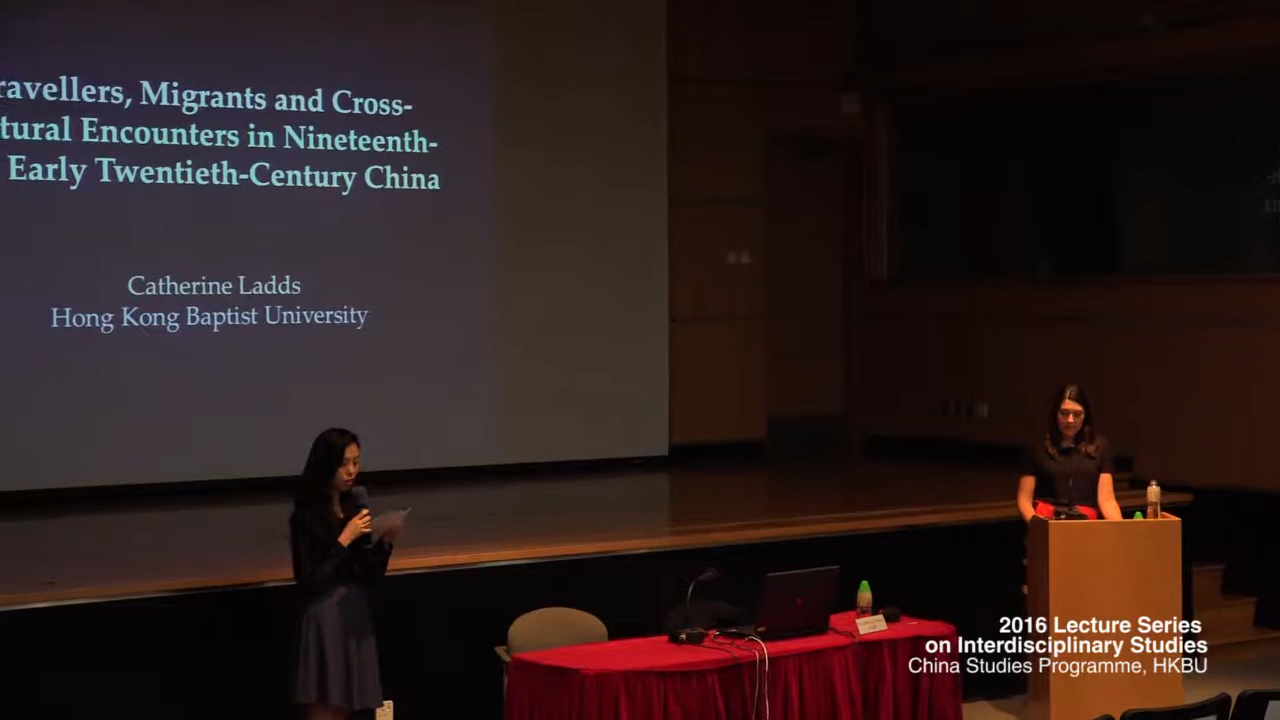 ravellers, Migrants and Cross-
tural Encounters in Nineteenth-
Early Twentieth-Century China
Catherine Ladds
Hong Kong Baptist University
2016 Lecture Series
on Interdisciplinary Studies
China Studies Programme, HKBU